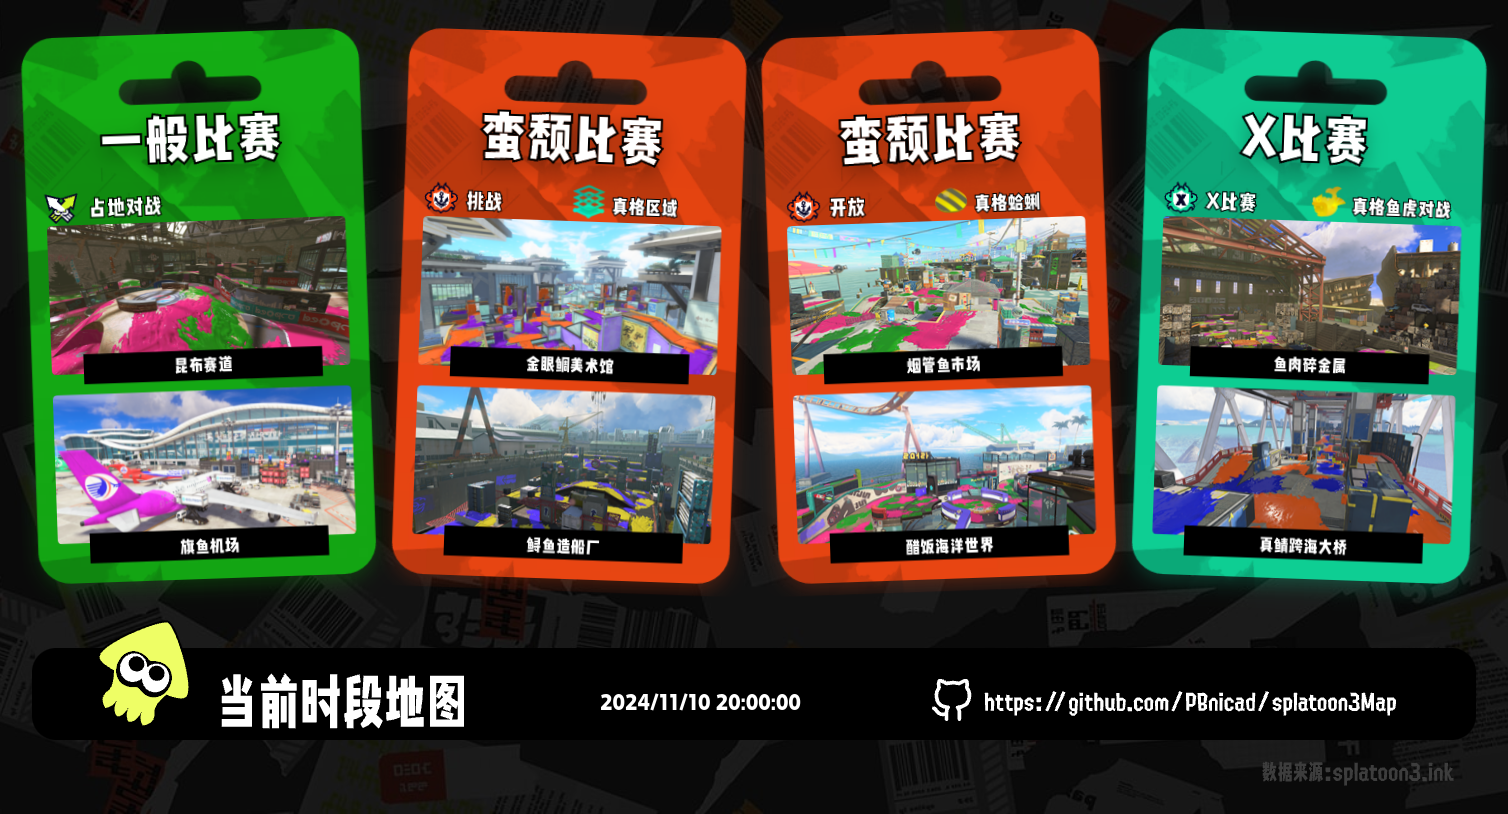 一般比赛
占地对战
昆布赛道
旗鱼机场
蛮颓比赛
挑战
真格区域
金眼鲷美术馆
鲟鱼造船厂
蛮颓比赛
开放
真格蛤蜊
烟管鱼市场
醋饭海洋世界
X比赛
X比赛
真格鱼虎对战
鱼肉碎金属
真鲭跨海大桥
当前时段地图
2024/11/10 20:00:00
https://github.com/PBnicad/splatoon3Map
数据来源:splatoon3.ink